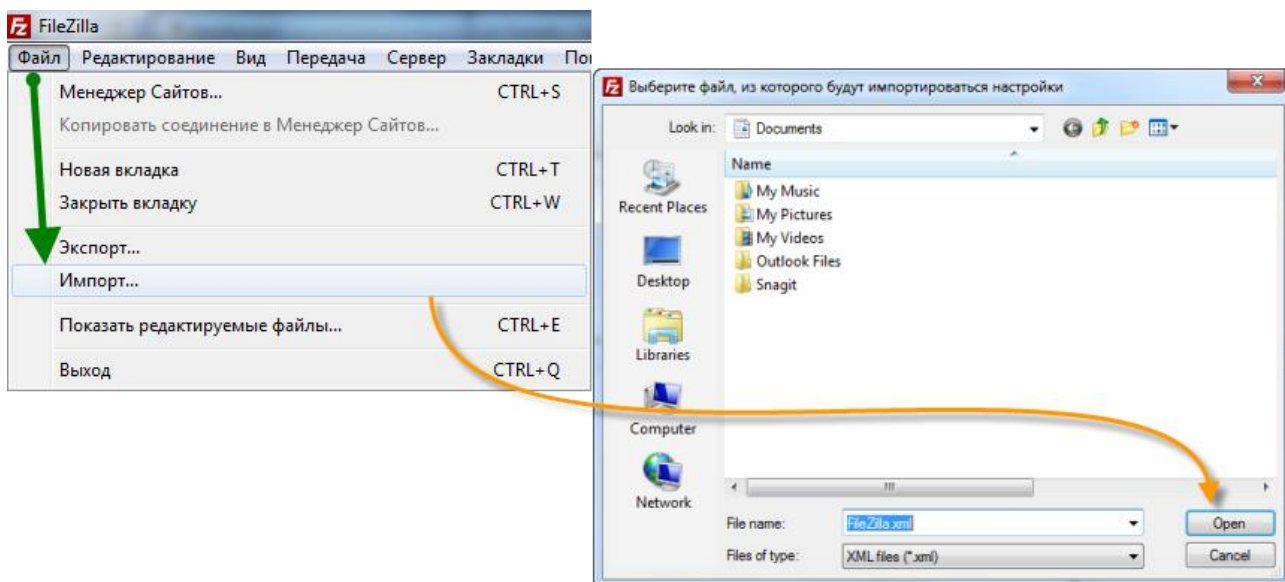 FileZilla
Файл Редактирование Вид Передача Сервер Закладки
Менеджер Сайтов... CTRL+S
Копировать соединение в Менеджер Сайтов...
Новая вкладка CTRL+T
Закрыть вкладку CTRL+W
Экспорт...
Импорт...
Показать редактируемые файлы... CTRL+E
Выход CTRL+Q
Выберите файл, из которого будут импортироваться настройки
Look in: Documents
Name
My Music
My Pictures
My Videos
Outlook Files
Snagit
Recent Places
Desktop
Libraries
Computer
Network
File name: FileZilla.xml Open
Files of type: XML files (*.xml) Cancel